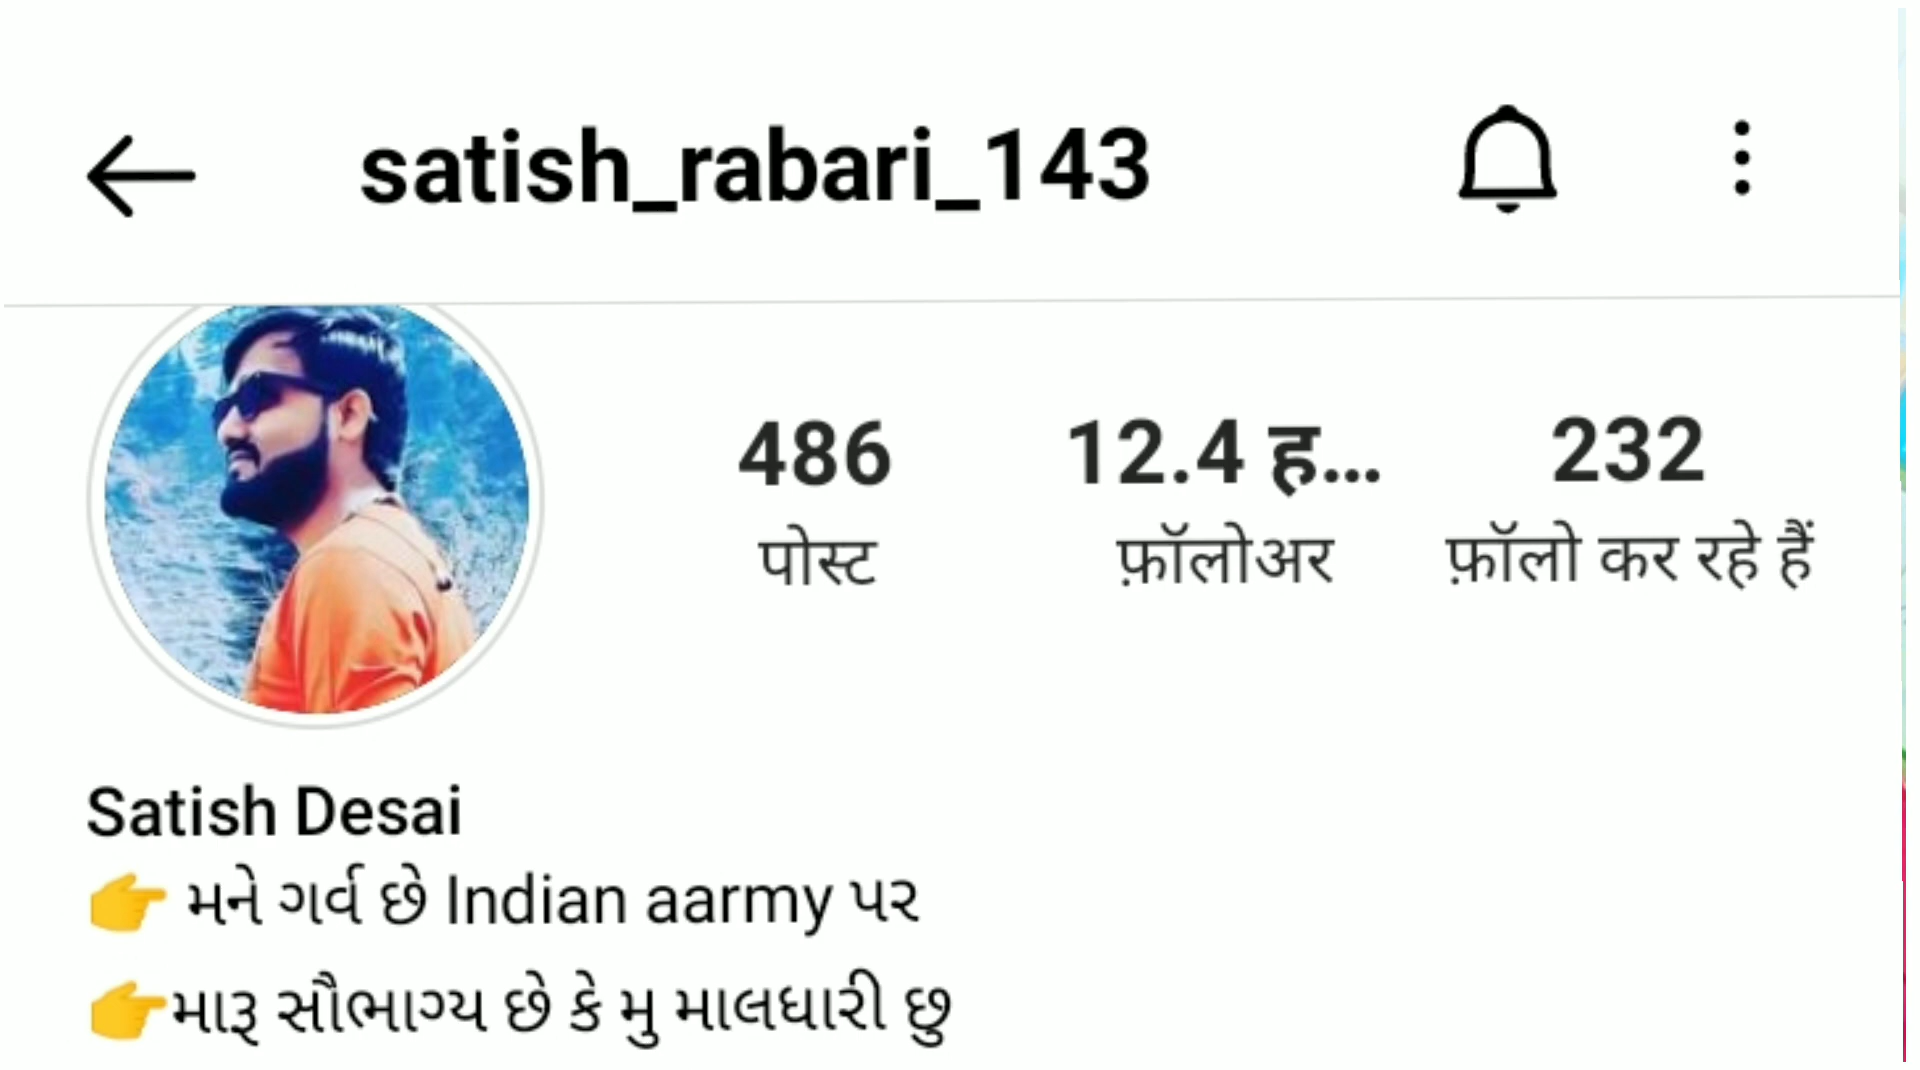 satish_rabari_143
486 12.4 ह... 232
पोस्ट फ़ॉलोअर फ़ॉलो कर रहे हैं
Satish Desai
👉 મને ગર્વ છે Indian aarmy પર
👉મારૂ સૌભાગ્ય છે કે મુ માલધારી છુ